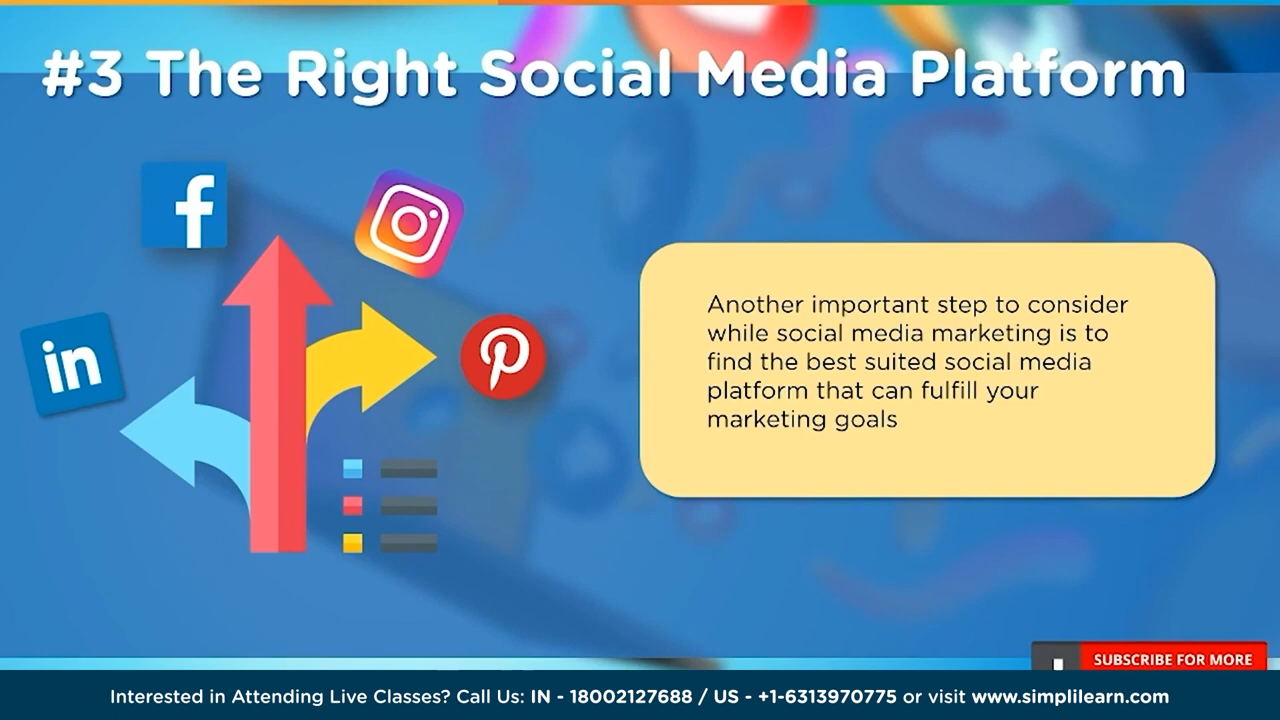 #3 The Right Social Media Platform
f
in
Another important step to consider
while social media marketing is to
find the best suited social media
platform that can fulfill your
marketing goals
SUBSCRIBE FOR MORE
Interested in Attending Live Classes? Call Us: IN - 18002127688 / US - +1-6313970775 or visit www.simplilearn.com